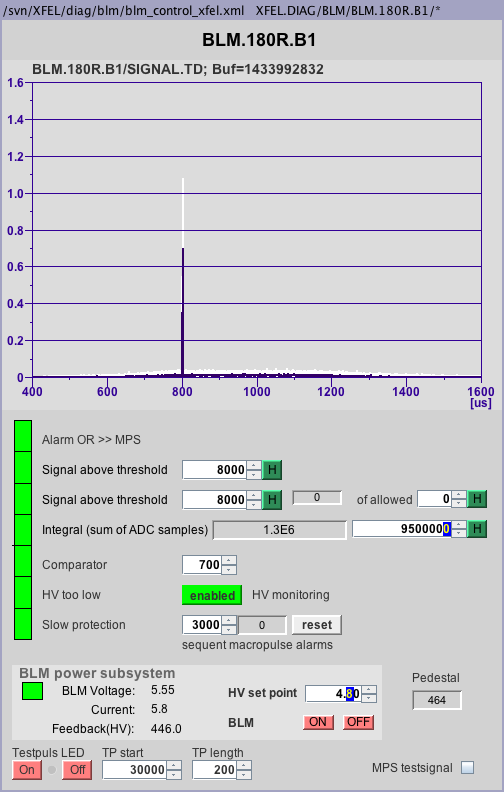 /svn/XFEL/diag/blm/blm_control_xfel.xml XFEL.DIAG/BLM/BLM.180R.B1/*
BLM.180R.B1
BLM.180R.B1/SIGNAL.TD; Buf=1433992832
1.6
1.4
1.2
1.0
0.8
0.6
0.4
0.2
0
400 600 800 1000 1200 1400 1600
[us]
Alarm OR >> MPS
Signal above threshold 8000 H
Signal above threshold 8000 H 0 of allowed 0 H
Integral (sum of ADC samples) 1.3E6 9500000 H
Comparator 700
HV too low enabled HV monitoring
Slow protection 3000 0 reset
sequent macropulse alarms
BLM power subsystem
BLM Voltage: 5.55
Current: 5.8
Feedback(HV): 446.0
HV set point 4.80
BLM ON OFF
Pedestal
464
Testpuls LED TP start TP length
On Off 30000 200
MPS testsignal